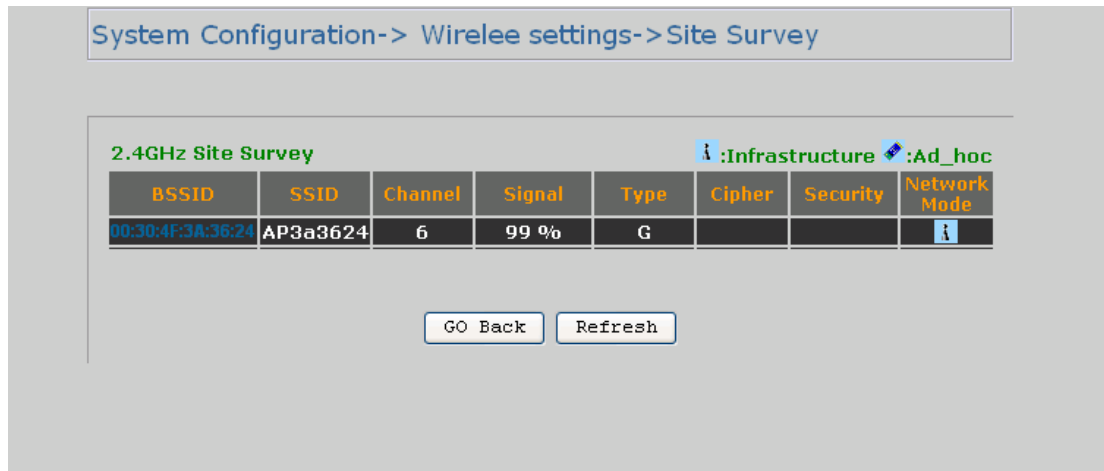 System Configuration-> Wirelee settings->Site Survey
2.4GHz Site Survey :Infrastructure :Ad_hoc
BSSID SSID Channel Signal Type Cipher Security Network Mode
00:30:4F:3A:36:24 AP3a3624 6 99 % G
GO Back Refresh